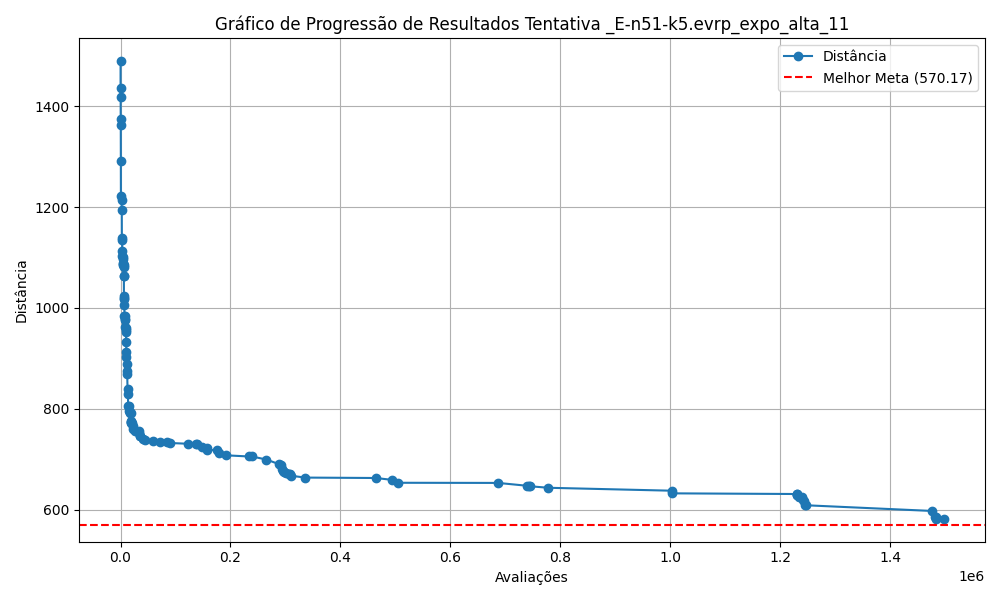 Gráfico de Progressão de Resultados Tentativa _E-n51-k5.evrp_expo_alta_11
Distância
Melhor Meta (570.17)
Distância
1400
1200
1000
800
600
0.0 0.2 0.4 0.6 0.8 1.0 1.2 1.4
1e6
Avaliações